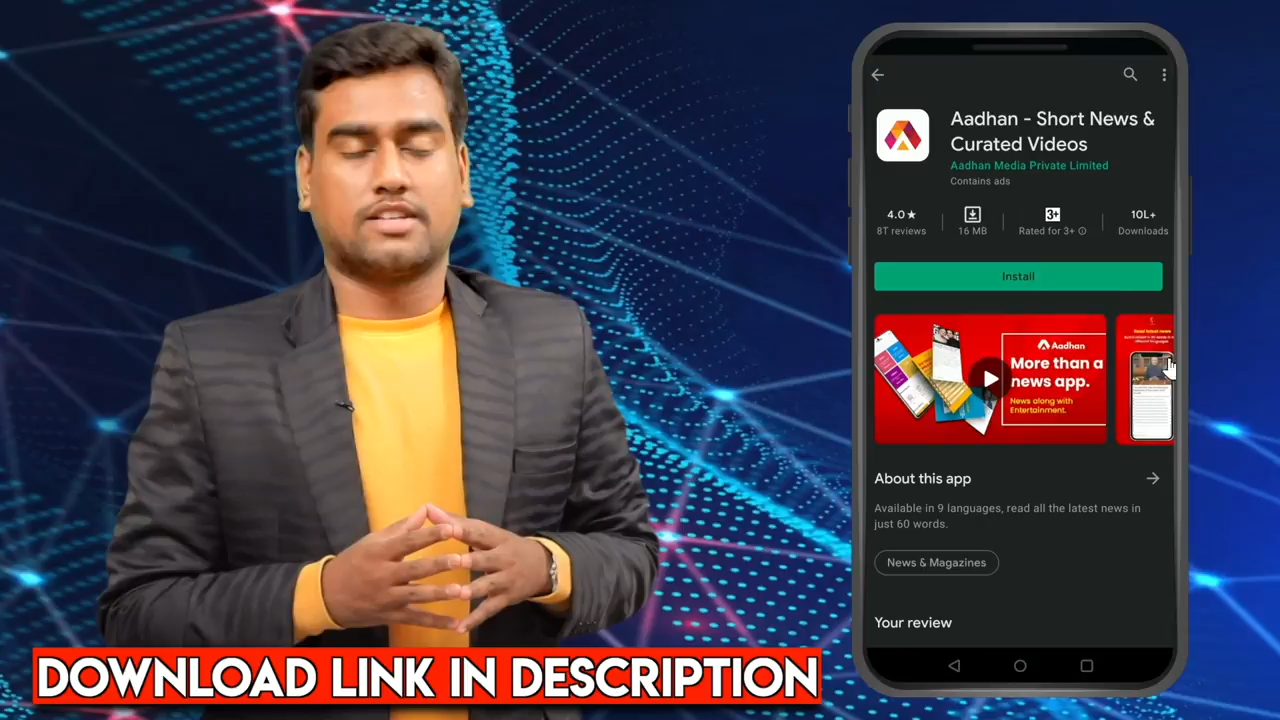 Aadhan - Short News &
Curated Videos
Aadhan Media Private Limited
Contains ads
4.0★
8T reviews
16 MB
3+
Rated for 3+
10L+
Downloads
Install
Aadhan
More than a
news app.
News along with
Entertainment.
About this app
Available in 9 languages, read all the latest news in
just 60 words.
News & Magazines
Your review
DOWNLOAD LINK IN DESCRIPTION